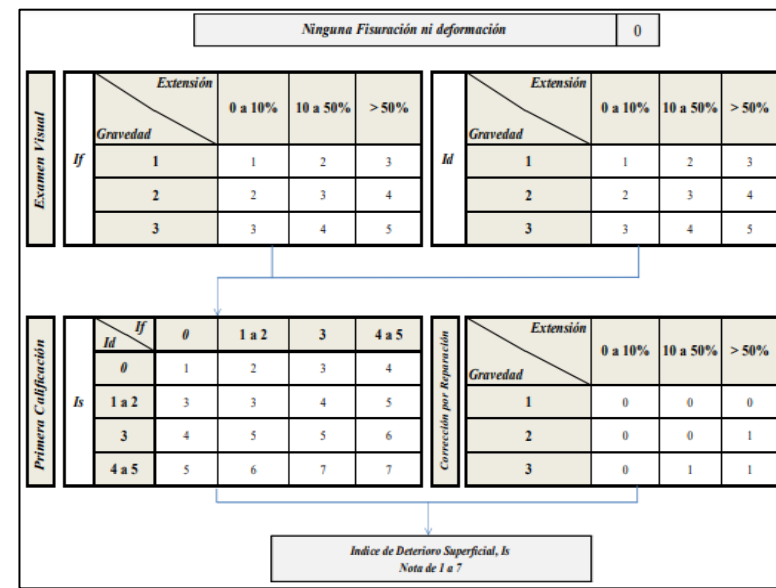 Ninguna Fisuración ni deformación 0
Examen Visual
If
Extensión
Gravedad
0 a 10% 10 a 50% > 50%
1 1 2 3
2 2 3 4
3 3 4 5
Id
Extensión
Gravedad
0 a 10% 10 a 50% > 50%
1 1 2 3
2 2 3 4
3 3 4 5
Primera Calificación
Is
If
Id
0 1 a 2 3 4 a 5
0 1 2 3 4
1 a 2 3 3 4 5
3 4 5 5 6
4 a 5 5 6 7 7
Corrección por Reparación
Extensión
Gravedad
0 a 10% 10 a 50% > 50%
1 0 0 0
2 0 0 1
3 0 1 1
Indice de Deterioro Superficial, Is
Nota de 1 a 7